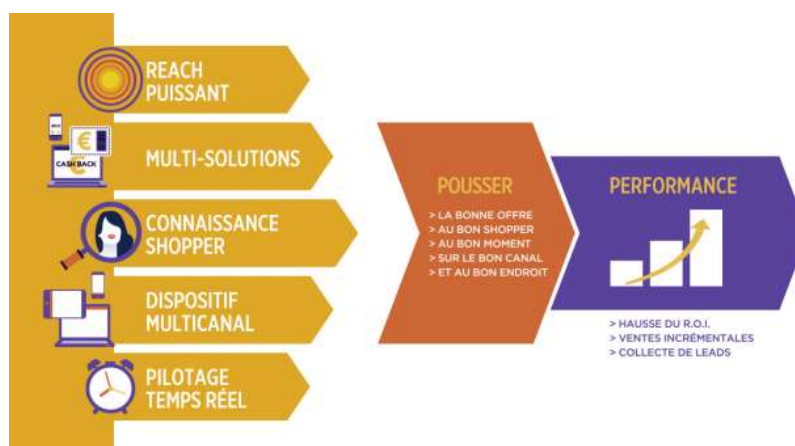 REACH
PUISSANT
CASH BACK
MULTI-SOLUTIONS
CONNAISSANCE
SHOPPER
DISPOSITIF
MULTICANAL
PILOTAGE
TEMPS RÉEL
POUSSER
> LA BONNE OFFRE
> AU BON SHOPPER
> AU BON MOMENT
> SUR LE BON CANAL
> ET AU BON ENDROIT
PERFORMANCE
> HAUSSE DU R.O.I.
> VENTES INCRÉMENTALES
> COLLECTE DE LEADS